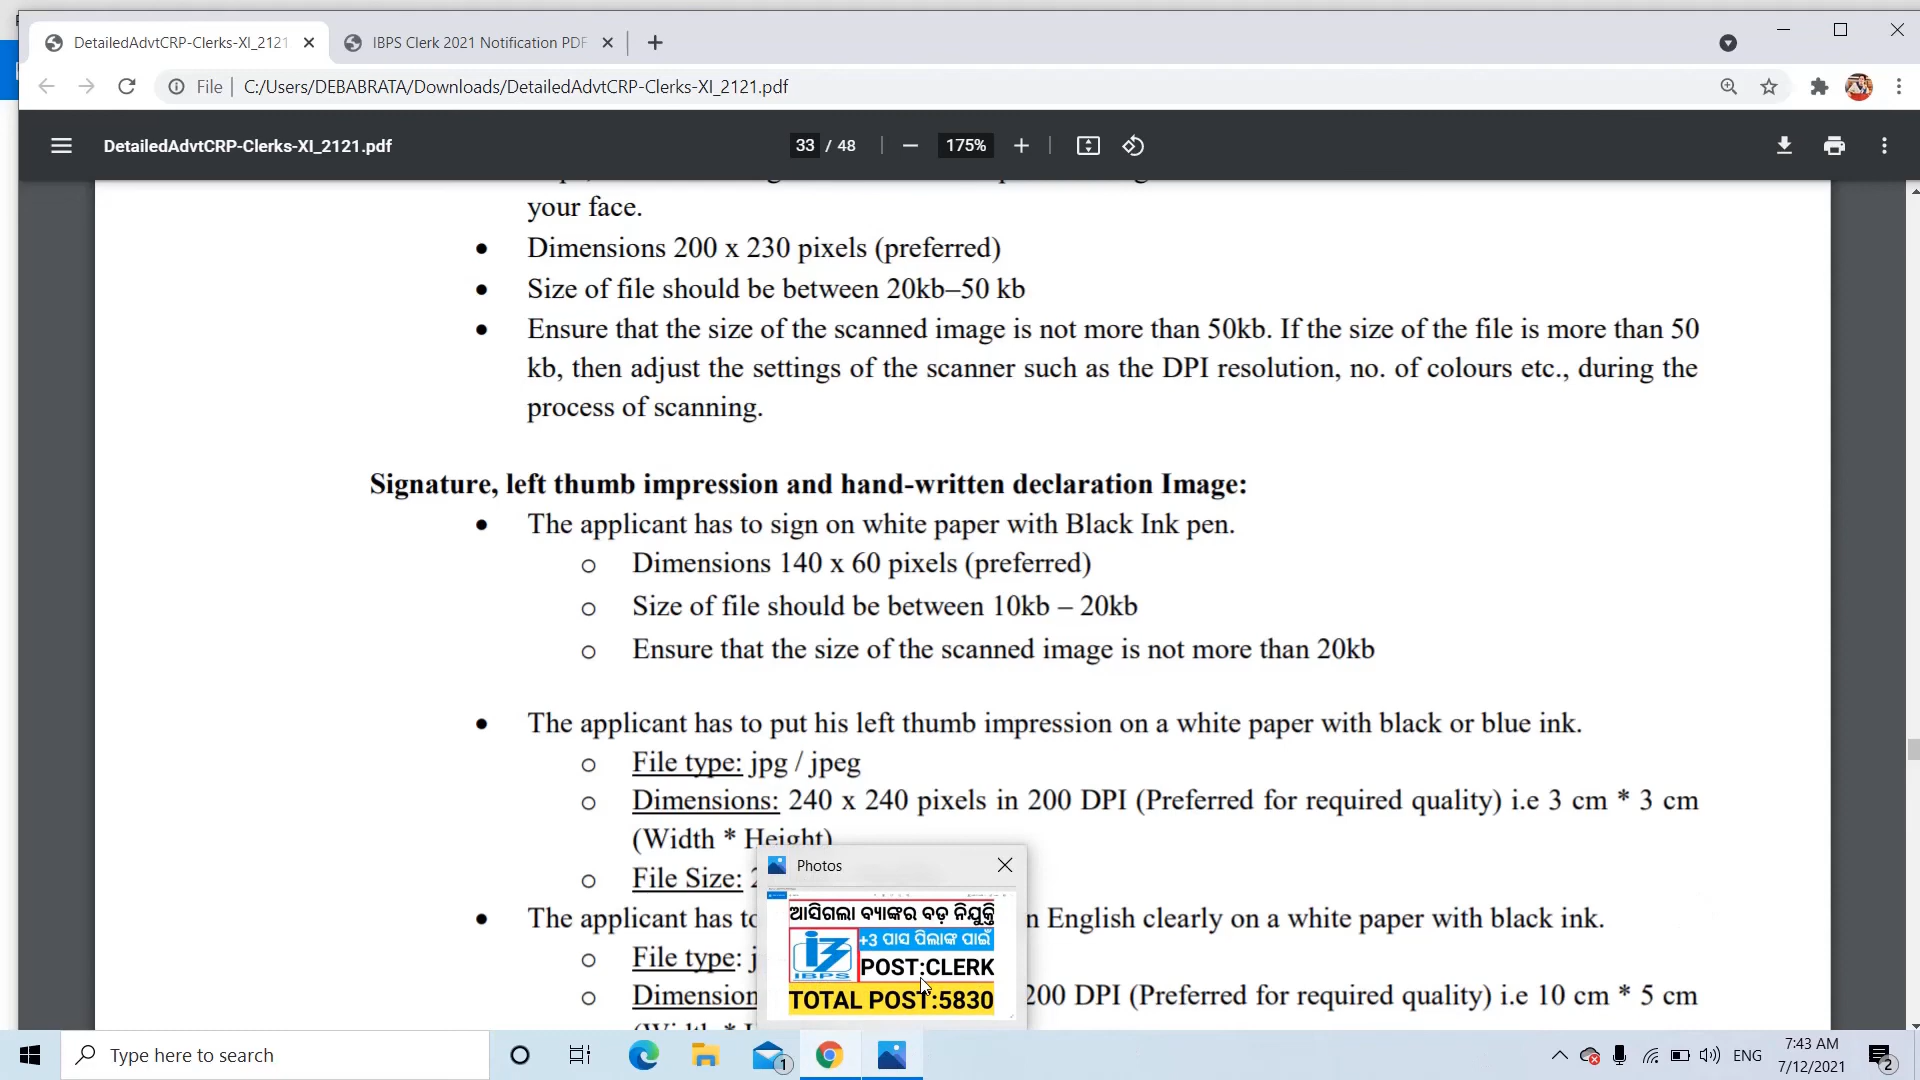 DetailedAdvtCRP-Clerks-XI_2121
IBPS Clerk 2021 Notification PDF
File
C:/Users/DEBABRATA/Downloads/DetailedAdvtCRP-Clerks-XI_2121.pdf
DetailedAdvtCRP-Clerks-XI_2121.pdf
33 / 48
175%
your face.
• Dimensions 200 x 230 pixels (preferred)
• Size of file should be between 20kb–50 kb
• Ensure that the size of the scanned image is not more than 50kb. If the size of the file is more than 50
kb, then adjust the settings of the scanner such as the DPI resolution, no. of colours etc., during the
process of scanning.
Signature, left thumb impression and hand-written declaration Image:
• The applicant has to sign on white paper with Black Ink pen.
o Dimensions 140 x 60 pixels (preferred)
o Size of file should be between 10kb – 20kb
o Ensure that the size of the scanned image is not more than 20kb
• The applicant has to put his left thumb impression on a white paper with black or blue ink.
o File type: jpg / jpeg
o Dimensions: 240 x 240 pixels in 200 DPI (Preferred for required quality) i.e 3 cm * 3 cm
(Width * Height)
o File Size:
• The applicant has to English clearly on a white paper with black ink.
o File type:
o Dimension 200 DPI (Preferred for required quality) i.e 10 cm * 5 cm
Photos
ଆସିଗଲା ବ୍ୟାଙ୍କର ବଡ଼ ନିଯୁକ୍ତି
+3 ପାସ ପିଲାଙ୍କ ପାଇଁ
IBPS
POST:CLERK
TOTAL POST:5830
Type here to search
1
ENG
7:43 AM
7/12/2021
2